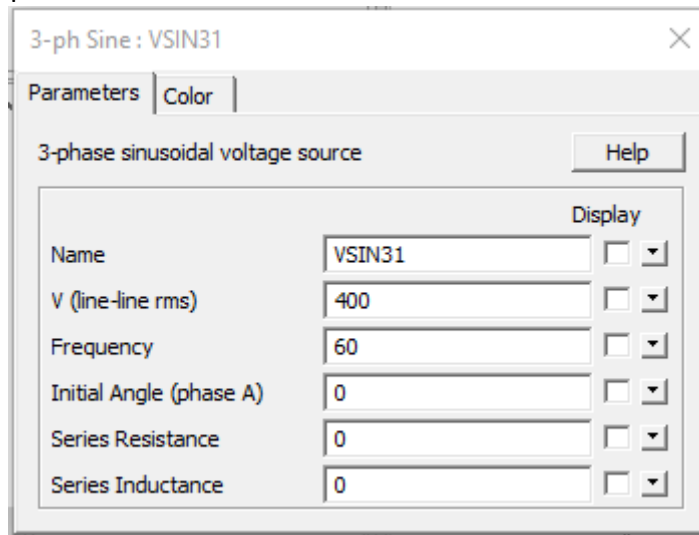 3-ph Sine : VSIN31
Parameters Color
3-phase sinusoidal voltage source Help
Display
Name VSIN31
V (line-line rms) 400
Frequency 60
Initial Angle (phase A) 0
Series Resistance 0
Series Inductance 0